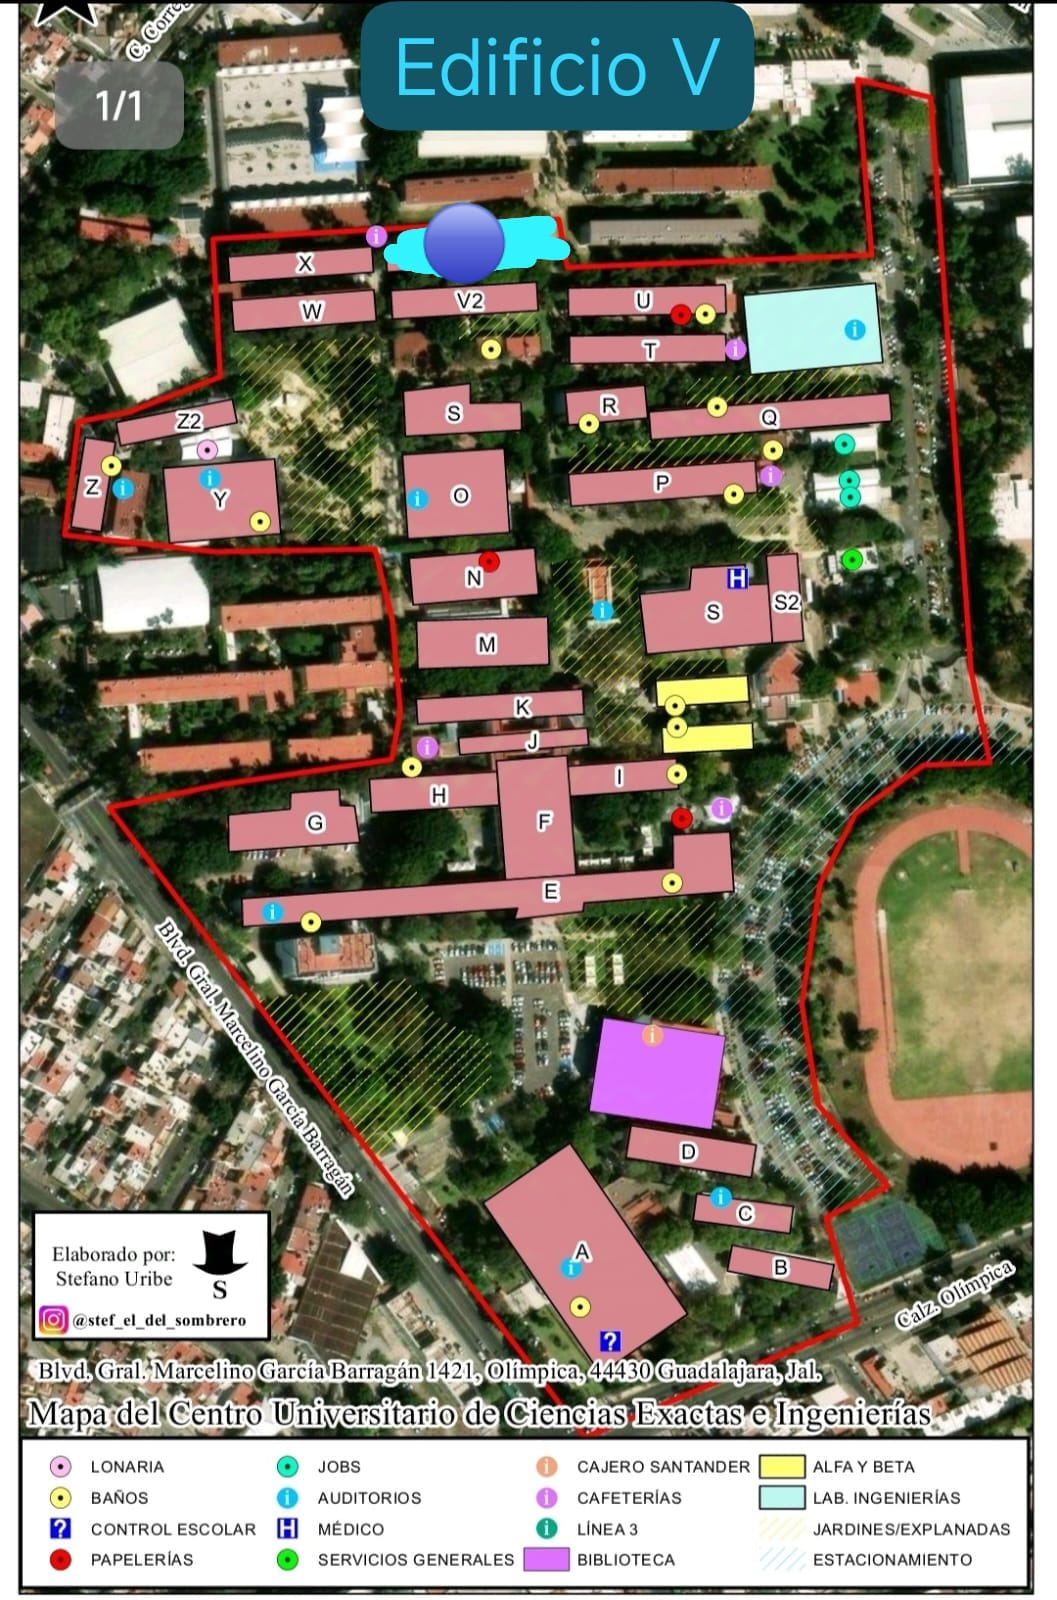 C. Correg
Edificio V
1/1
X
W
V2
U
T
S
R
Q
Z2
Z
Y
O
P
N
M
H
S
S2
K
J
I
H
G
F
E
Blvd. Gral. Marcelino García Barragán
D
C
B
A
?
Calz. Olímpica
Elaborado por:
Stefano Uribe
S
@stef_el_del_sombrero
Blvd. Gral. Marcelino García Barragán 1421, Olímpica, 44430 Guadalajara, Jal.
Mapa del Centro Universitario de Ciencias Exactas e Ingenierías
LONARIA
BAÑOS
? CONTROL ESCOLAR
PAPELERÍAS
JOBS
AUDITORIOS
H MÉDICO
SERVICIOS GENERALES
CAJERO SANTANDER
CAFETERÍAS
LÍNEA 3
BIBLIOTECA
ALFA Y BETA
LAB. INGENIERÍAS
JARDINES/EXPLANADAS
ESTACIONAMIENTO